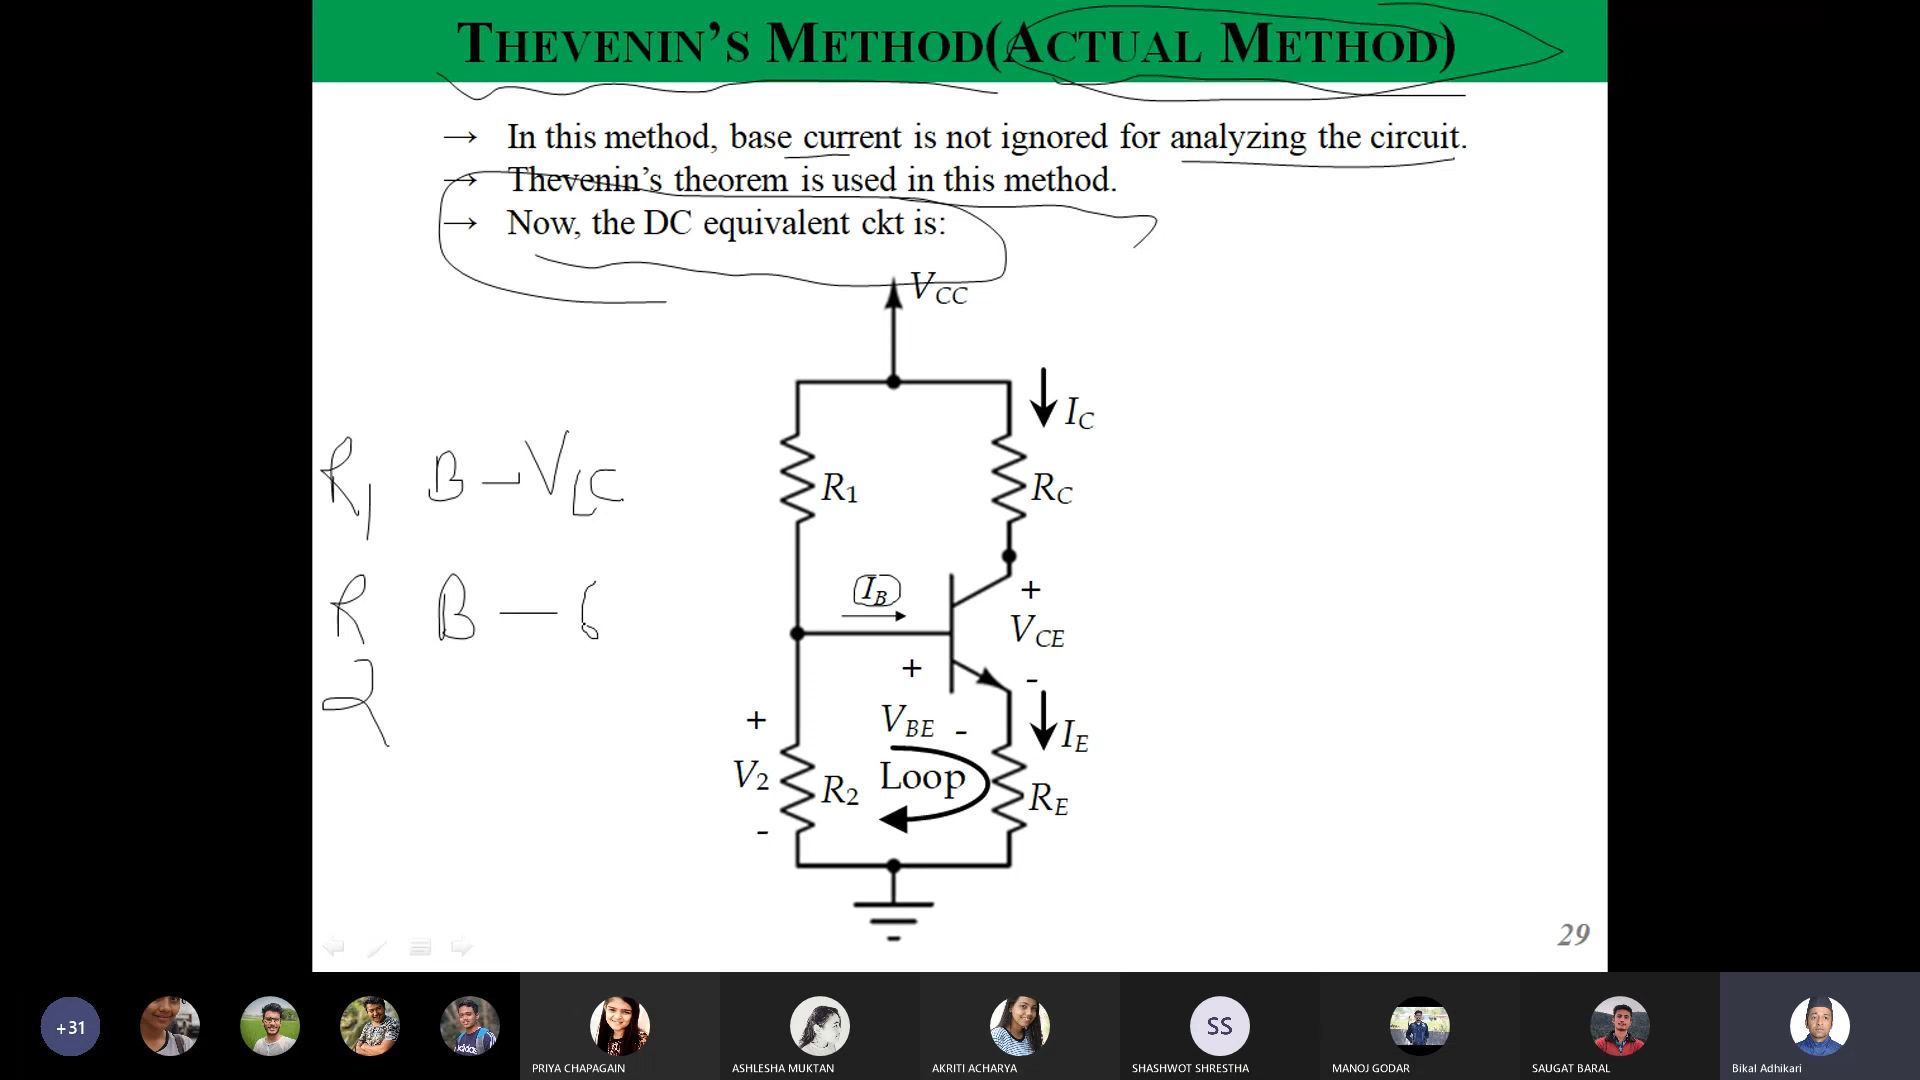 THEVENIN'S METHOD(ACTUAL METHOD)
→ In this method, base current is not ignored for analyzing the circuit.
→ Thevenin's theorem is used in this method.
→ Now, the DC equivalent ckt is:
VCC
IC
R1
RC
R1 B - VCC
IB
+
VCE
-
R2 B -
+
VBE -
IE
+
V2
-
R2
Loop
RE
29
+31
adidas
PRIYA CHAPAGAIN
ASHLESHA MUKTAN
AKRITI ACHARYA
SS
SHASHWOT SHRESTHA
MANOJ GODAR
SAUGAT BARAL
Bikal Adhikari